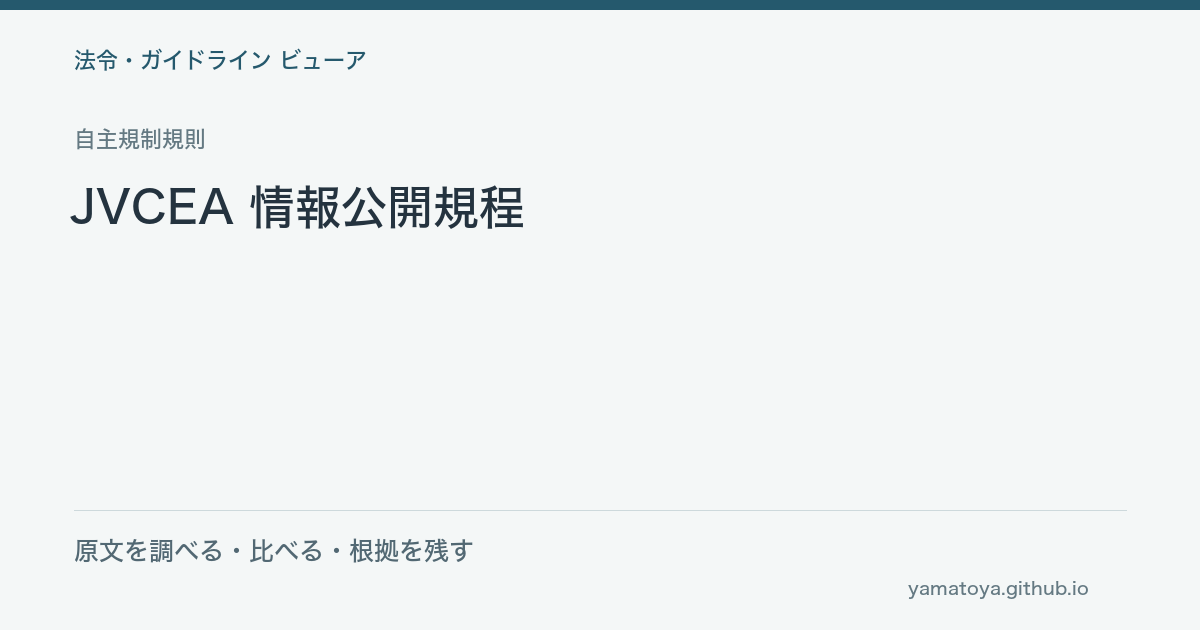 法令・ガイドライン ビューア
自主規制規則
JVCEA 情報公開規程
原文を調べる・比べる・根拠を残す
yamatoya.github.io